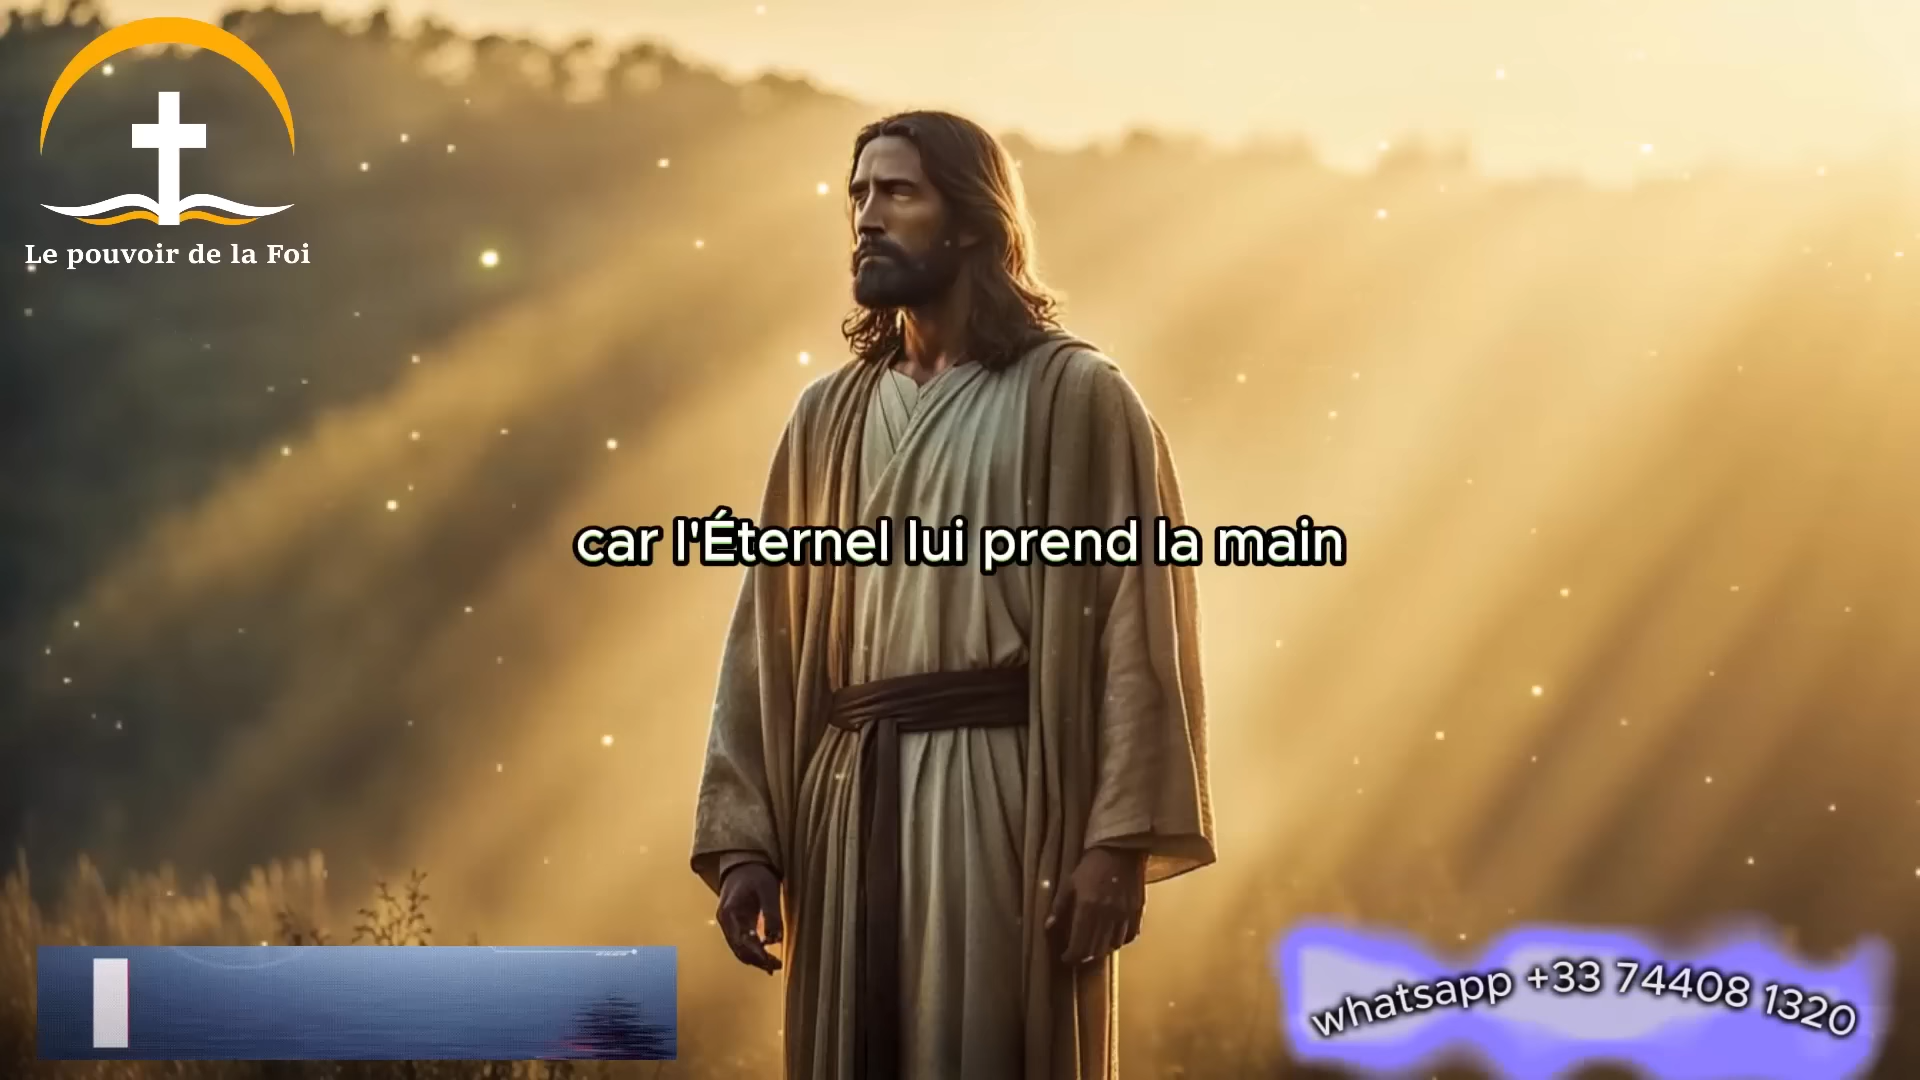 Le pouvoir de la Foi
car l'Éternel lui prend la main
whatsapp +33 74408 1320